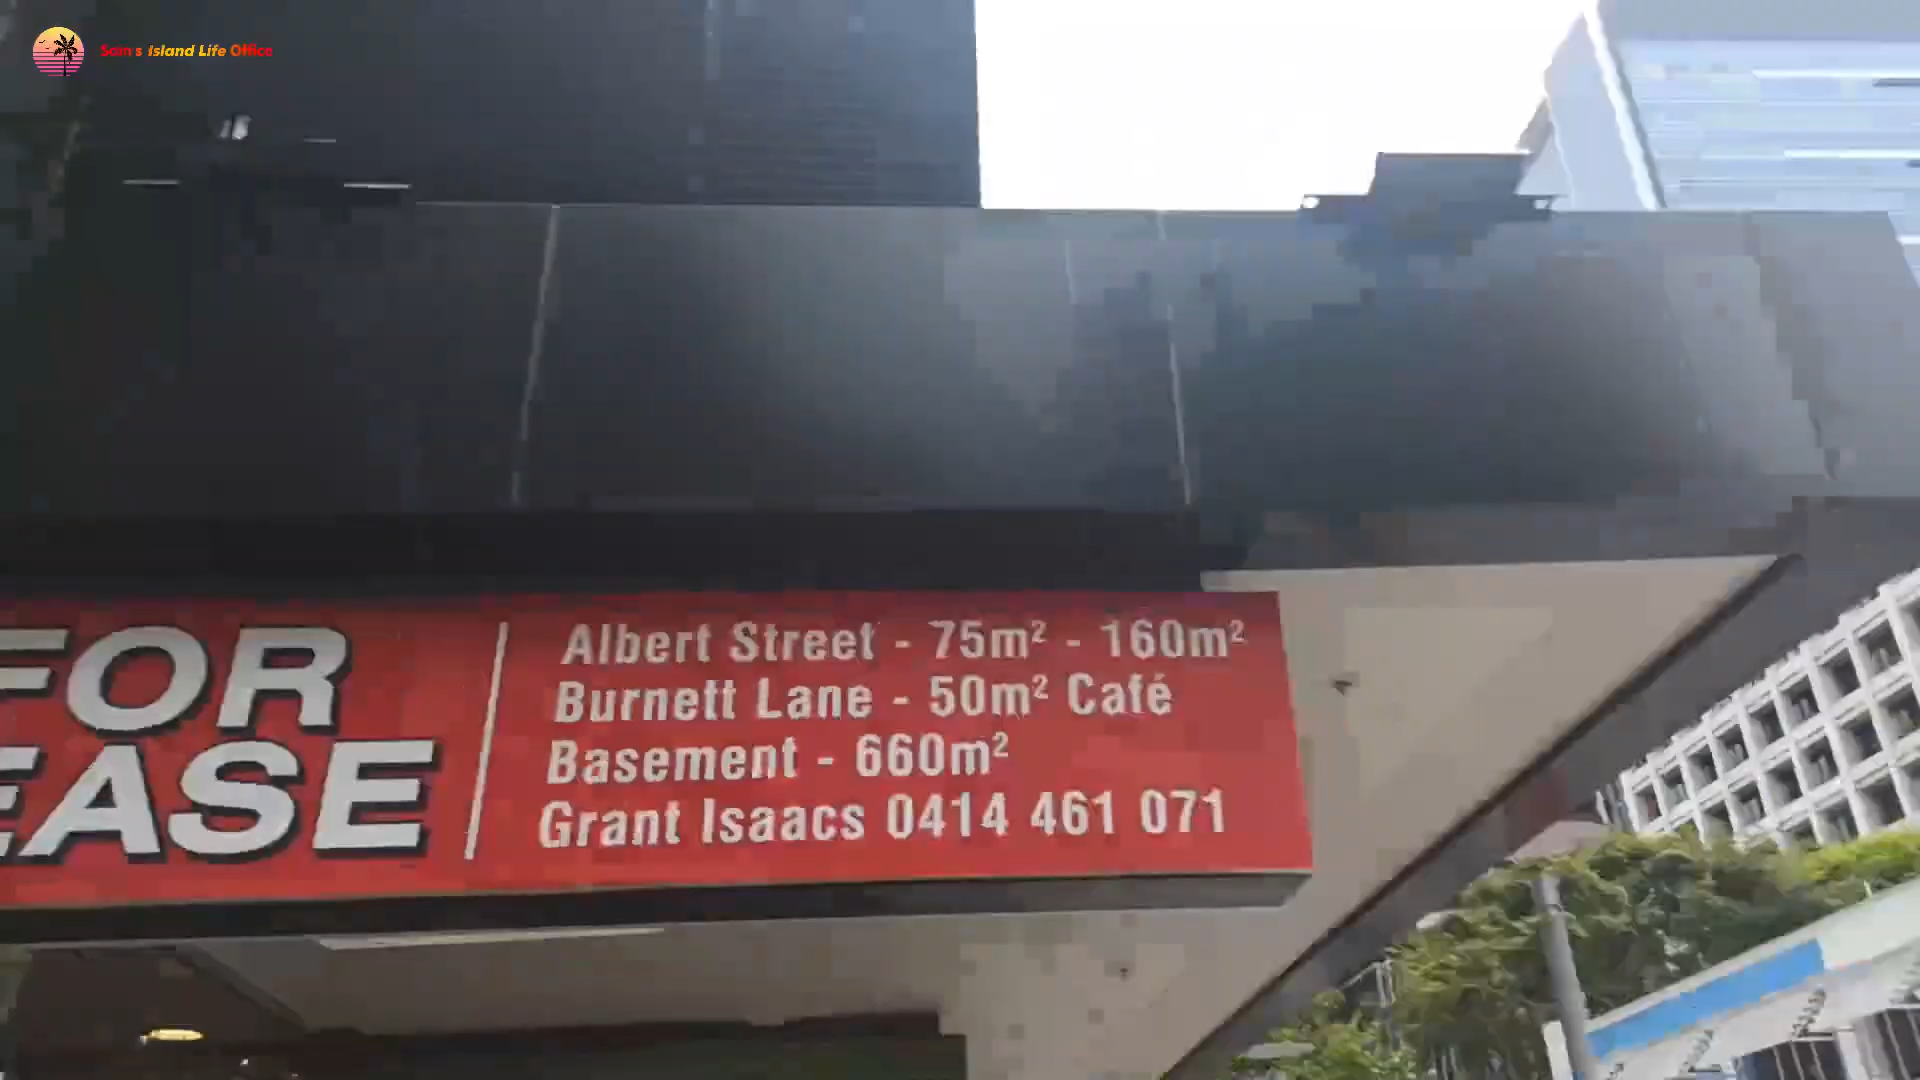 Sam's Island Life Office
FOR
EASE
Albert Street - 75m² - 160m²
Burnett Lane - 50m² Café
Basement - 660m²
Grant Isaacs 0414 461 071